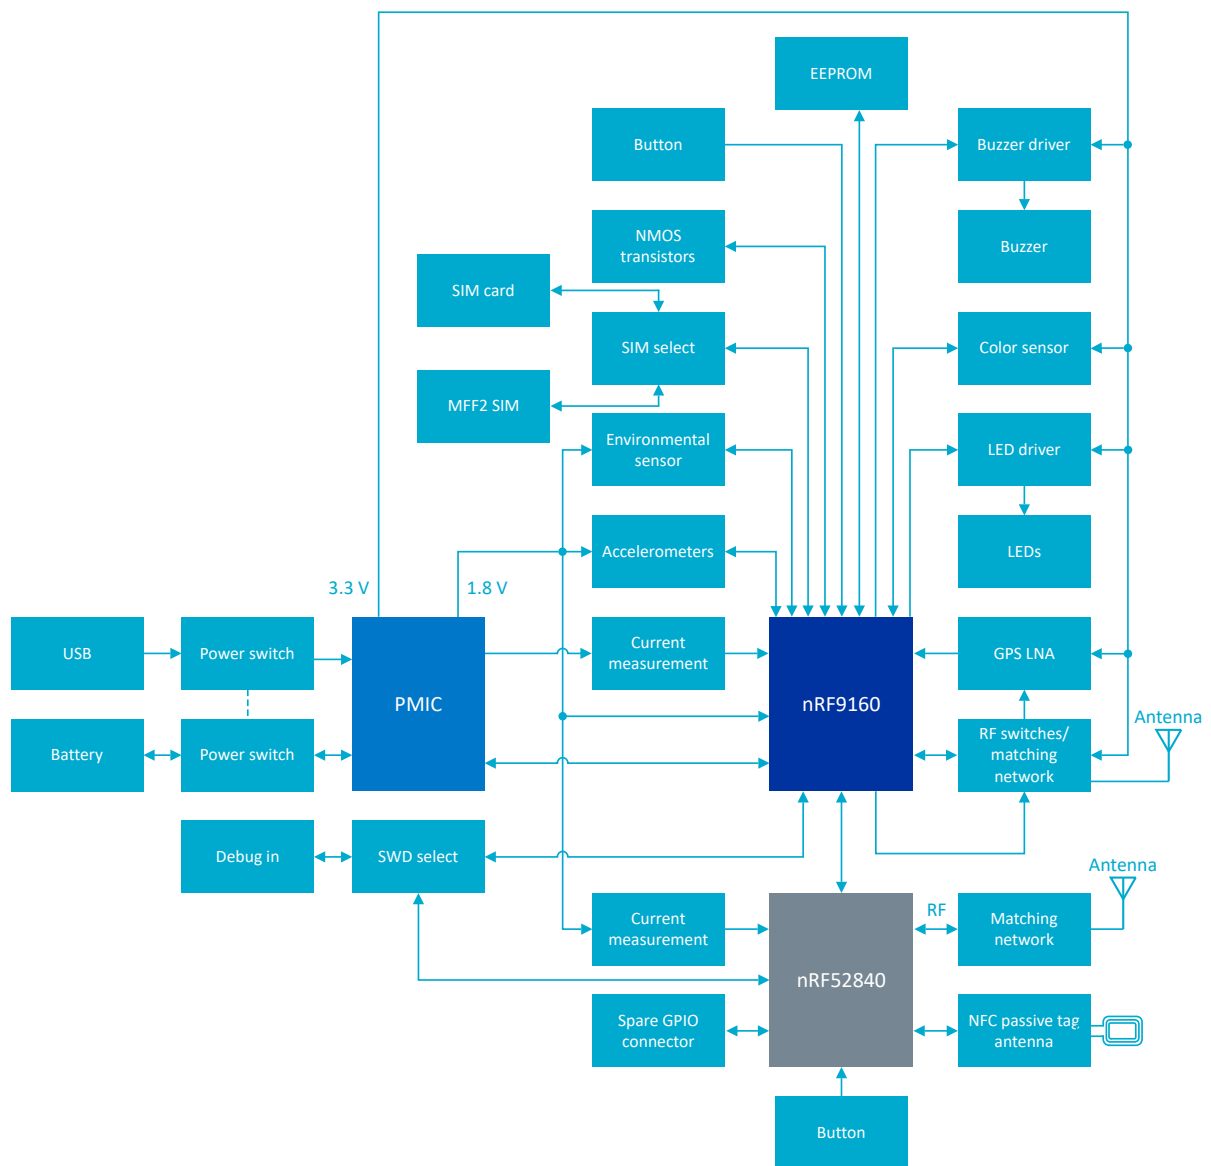 EEPROM
Button
Buzzer driver
NMOS
transistors
Buzzer
SIM card
SIM select
Color sensor
MFF2 SIM
Environmental
sensor
LED driver
Accelerometers
LEDs
3.3 V
1.8 V
USB
Power switch
PMIC
Current
measurement
nRF9160
GPS LNA
Battery
Power switch
RF switches/
matching
network
Antenna
Debug in
SWD select
Antenna
Current
measurement
nRF52840
RF
Matching
network
Spare GPIO
connector
NFC passive tag
antenna
Button